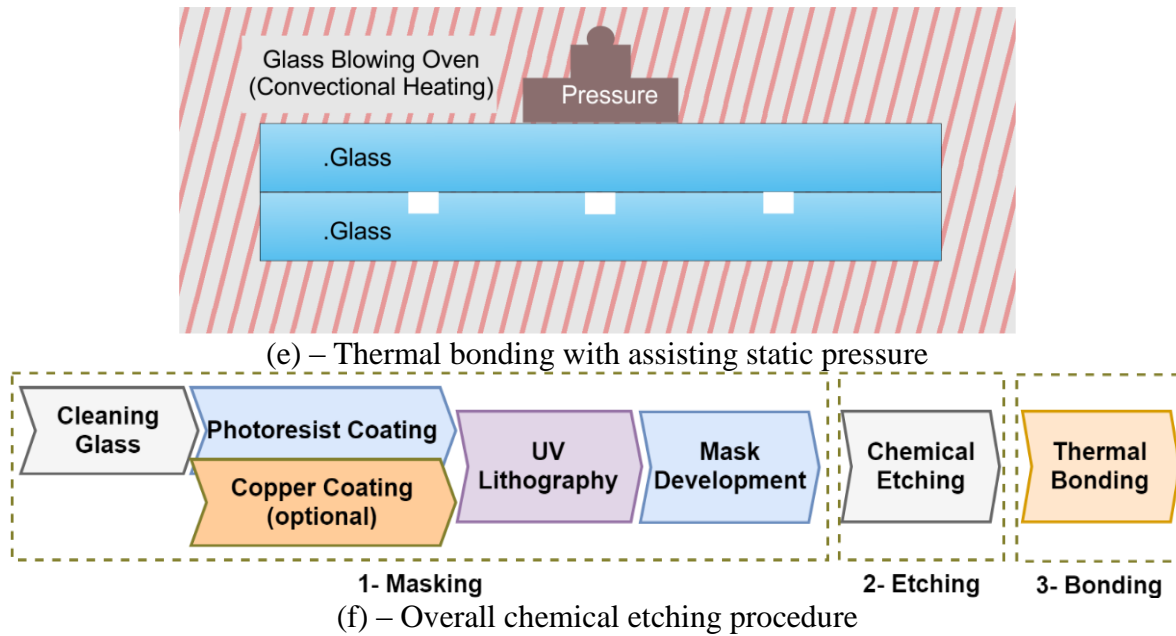 Glass Blowing Oven
(Convectional Heating)
Pressure
.Glass
.Glass
(e) – Thermal bonding with assisting static pressure
Cleaning
Glass
Photoresist Coating
Copper Coating
(optional)
UV
Lithography
Mask
Development
Chemical
Etching
Thermal
Bonding
1- Masking
2- Etching
3- Bonding
(f) – Overall chemical etching procedure